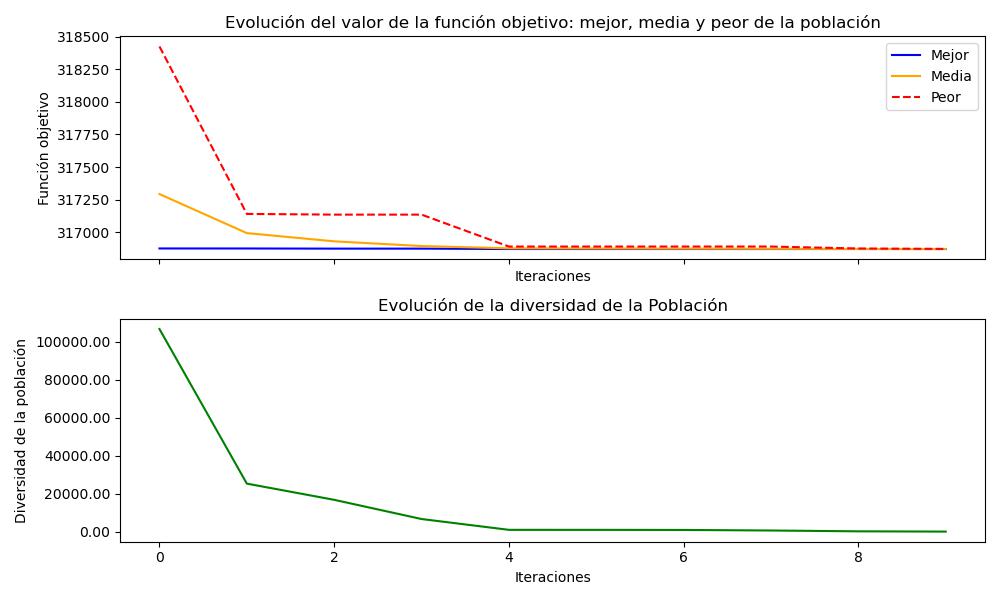 Evolución del valor de la función objetivo: mejor, media y peor de la población
318500
318250
318000
317750
317500
317250
317000
Función objetivo
Mejor
Media
Peor
Iteraciones
Evolución de la diversidad de la Población
100000.00
80000.00
60000.00
40000.00
20000.00
0.00
Diversidad de la población
0 2 4 6 8
Iteraciones